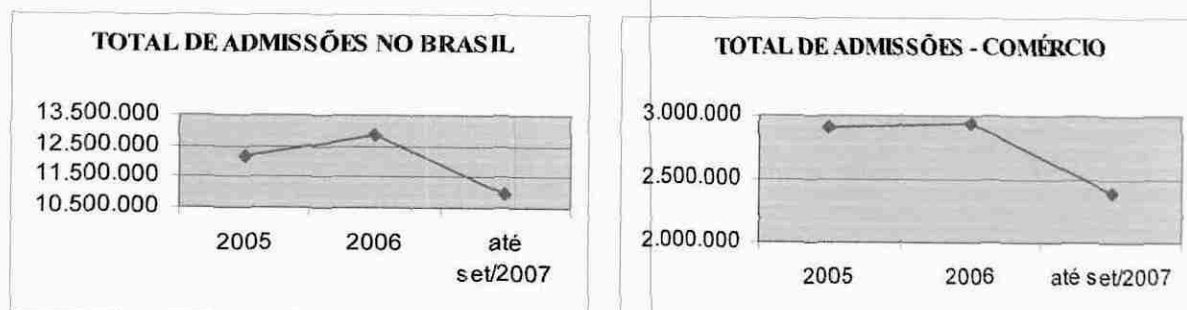 TOTAL DE ADMISSÕES NO BRASIL
13.500.000
12.500.000
11.500.000
10.500.000
2005
2006
até
set/2007
TOTAL DE ADMISSÕES - COMÉRCIO
3.000.000
2.500.000
2.000.000
2005
2006
até set/2007